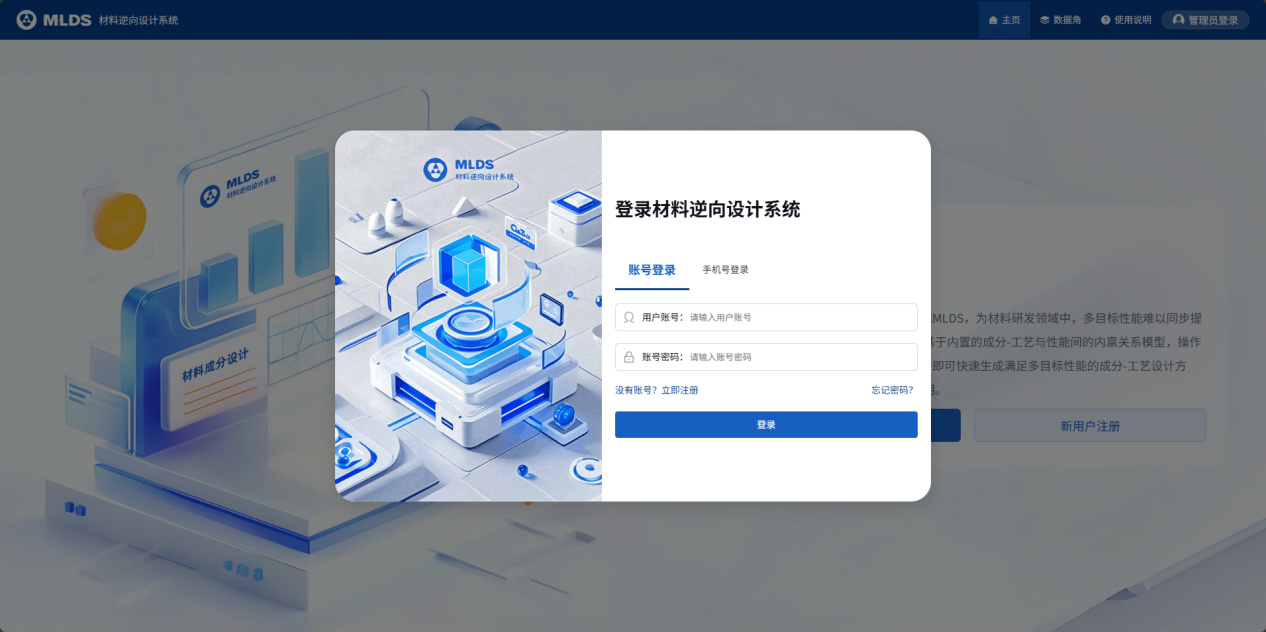 MLDS 材料逆向设计系统
主页
数据角
使用说明
管理员登录
MLDS
材料逆向设计系统
材料成分设计
MLDS
材料逆向设计系统
登录材料逆向设计系统
账号登录
手机号登录
用户账号：请输入用户账号
账号密码：请输入账号密码
没有账号？立即注册
忘记密码？
登录
MLDS，为材料研发领域中，多目标性能难以同步提
基于内置的成分-工艺与性能间的内禀关系模型，操作
即可快速生成满足多目标性能的成分-工艺设计方
新用户注册